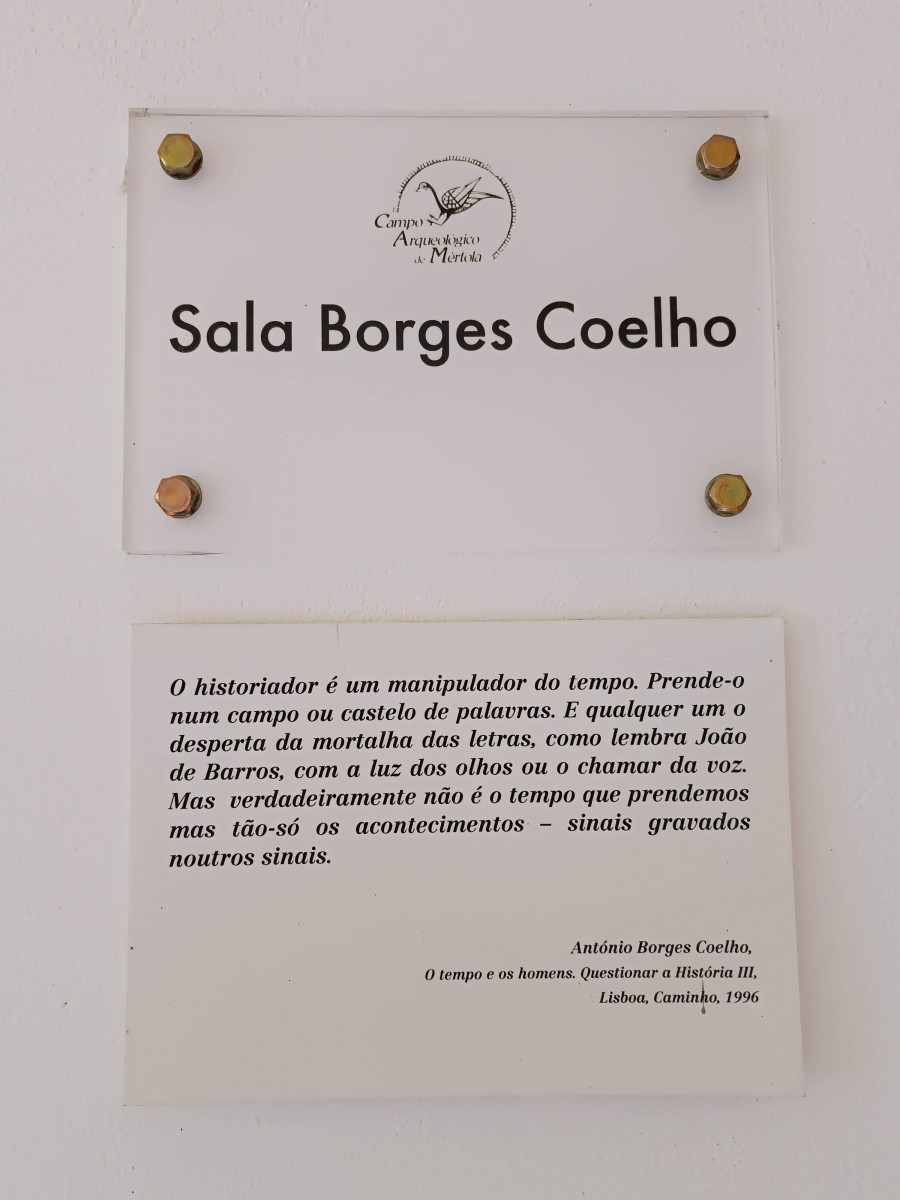 Campo
Arqueológico
de Mértola
Sala Borges Coelho
O historiador é um manipulador do tempo. Prende-o
num campo ou castelo de palavras. E qualquer um o
desperta da mortalha das letras, como lembra João
de Barros, com a luz dos olhos ou o chamar da voz.
Mas verdadeiramente não é o tempo que prendemos
mas tão-só os acontecimentos – sinais gravados
noutros sinais.
António Borges Coelho,
O tempo e os homens. Questionar a História III,
Lisboa, Caminho, 1996